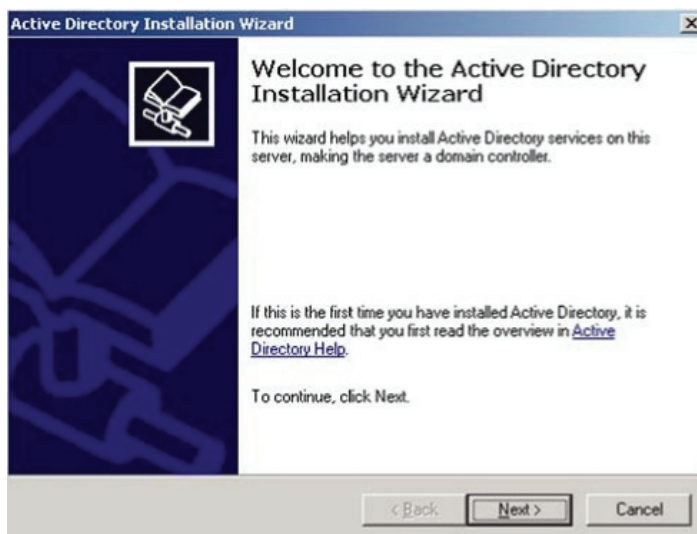 Active Directory Installation Wizard
Welcome to the Active Directory
Installation Wizard
This wizard helps you install Active Directory services on this
server, making the server a domain controller.
If this is the first time you have installed Active Directory, it is
recommended that you first read the overview in Active
Directory Help.
To continue, click Next.
< Back Next > Cancel